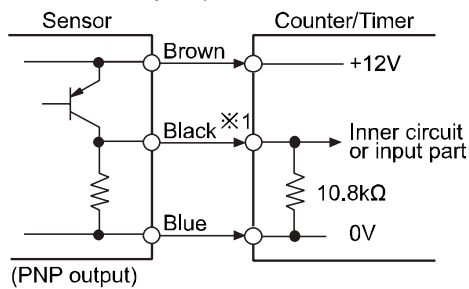 Sensor
Counter/Timer
Brown
+12V
Black ※1
Inner circuit
or input part
10.8kΩ
Blue
0V
(PNP output)